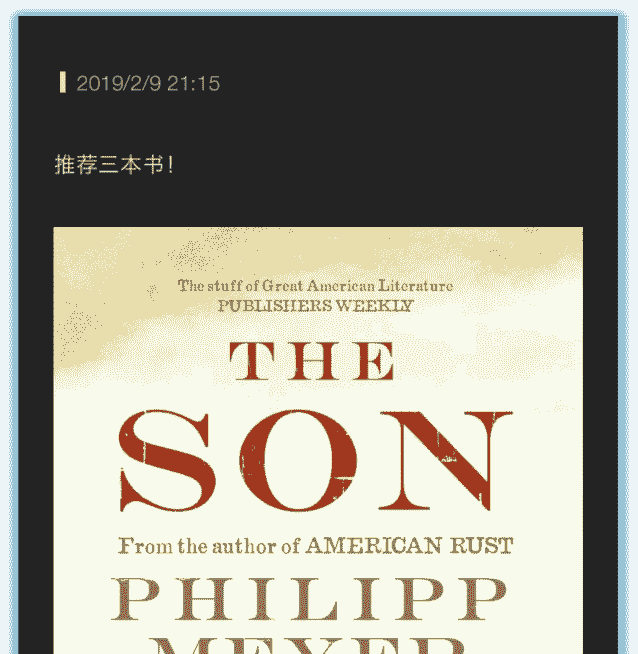 2019/2/9 21:15
推荐三本书！
The stuff of Great American Literature
PUBLISHERS WEEKLY
THE
SON
From the author of AMERICAN RUST
PHILIPP
MEYER